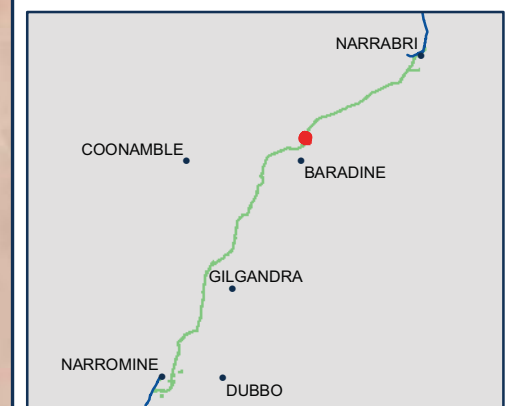 NARRABRI
COONAMBLE
BARADINE
GILGANDRA
NARROMINE
DUBBO